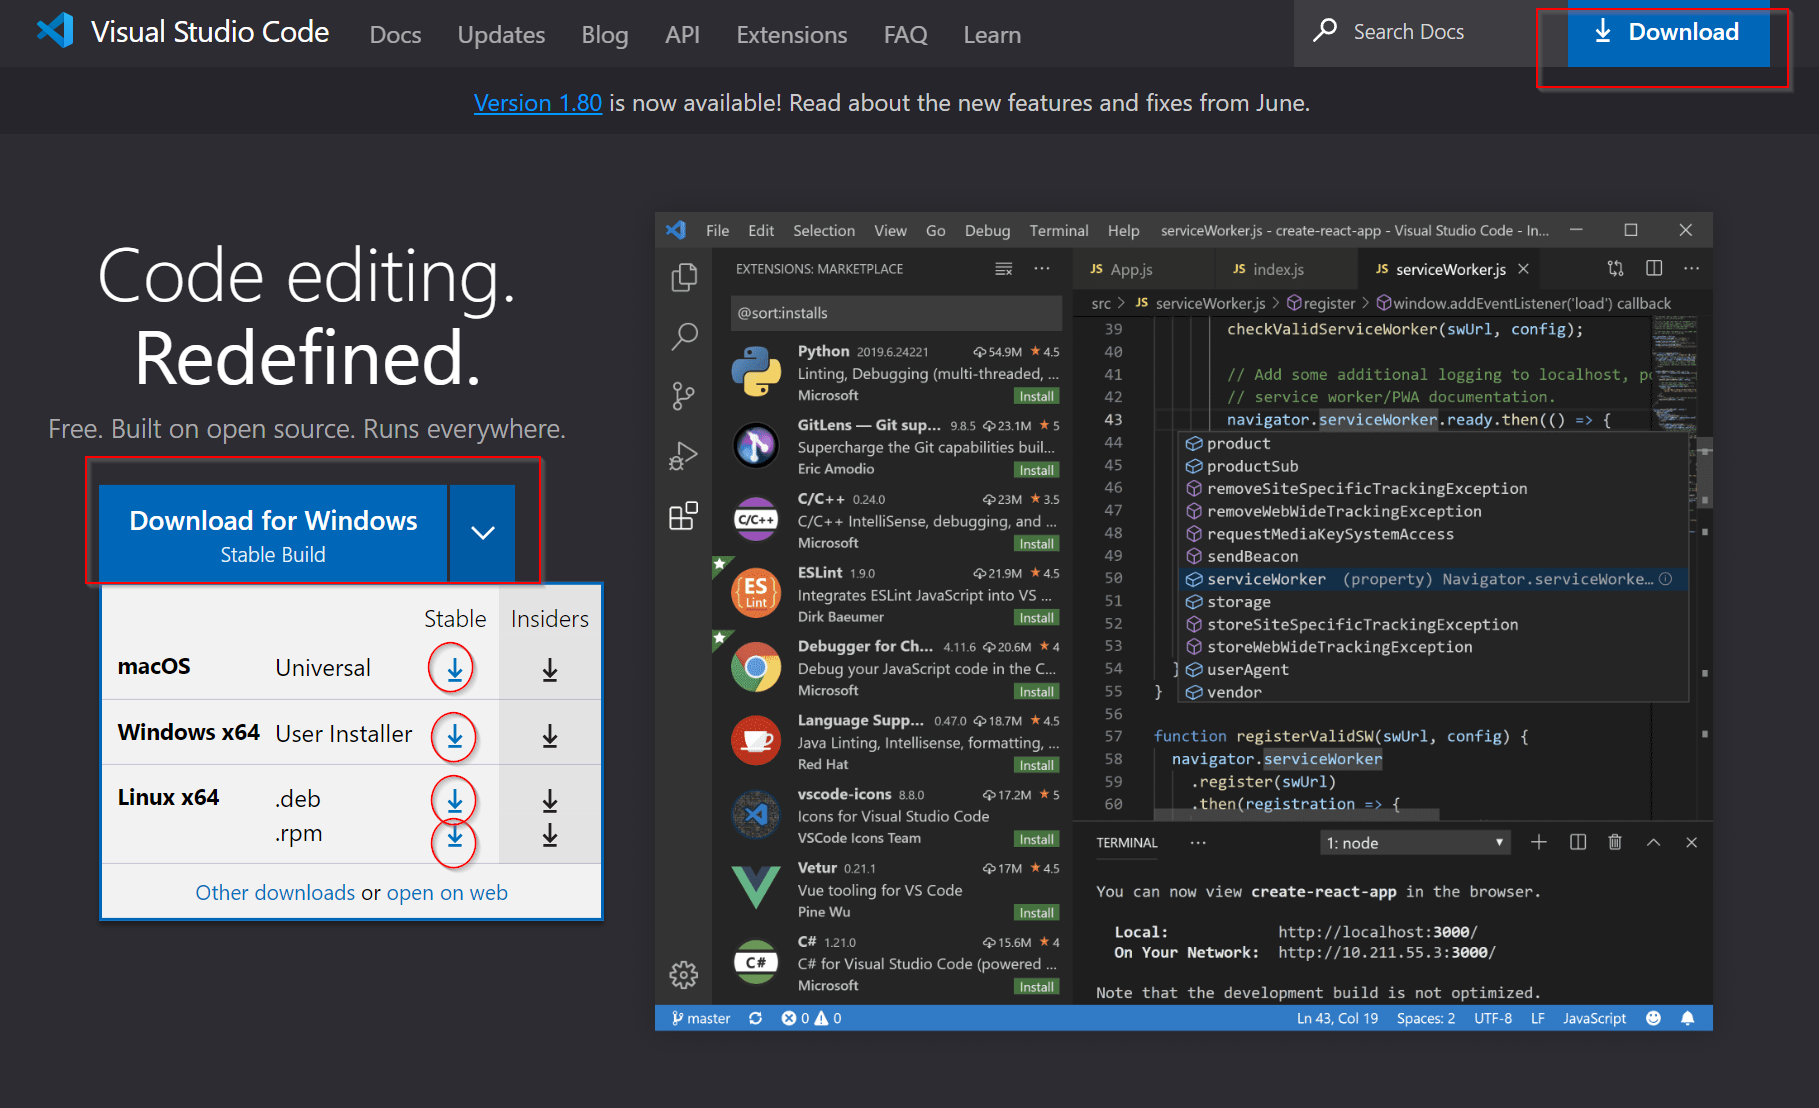 Visual Studio Code Docs Updates Blog API Extensions FAQ Learn Search Docs Download
Version 1.80 is now available! Read about the new features and fixes from June.
Code editing.
Redefined.
Free. Built on open source. Runs everywhere.
Download for Windows
Stable Build
Stable Insiders
macOS Universal
Windows x64 User Installer
Linux x64 .deb
.rpm
Other downloads or open on web
File Edit Selection View Go Debug Terminal Help serviceWorker.js - create-react-app - Visual Studio Code - In...
EXTENSIONS: MARKETPLACE
@sort:installs
Python 2019.6.24221 54.9M 4.5
Linting, Debugging (multi-threaded, ...
Microsoft Install
GitLens — Git sup... 9.8.5 23.1M 5
Supercharge the Git capabilities buil...
Eric Amodio Install
C/C++ 0.24.0 23M 3.5
C/C++
C/C++ IntelliSense, debugging, and ...
Microsoft Install
ESLint 1.9.0 21.9M 4.5
ES
Lint
Integrates ESLint JavaScript into VS ...
Dirk Baeumer Install
Debugger for Ch... 4.11.6 20.6M 4
Debug your JavaScript code in the C...
Microsoft Install
Language Supp... 0.47.0 18.7M 4.5
Java Linting, Intellisense, formatting, ...
Red Hat Install
vscode-icons 8.8.0 17.2M 5
Icons for Visual Studio Code
VSCode Icons Team Install
Vetur 0.21.1 17M 4.5
Vue tooling for VS Code
Pine Wu Install
C# 1.21.0 15.6M 4
C#
C# for Visual Studio Code (powered ...
Microsoft Install
JS App.js JS index.js JS serviceWorker.js
src > JS serviceWorker.js > register > window.addEventListener('load') callback
39 checkValidServiceWorker(swUrl, config);
40
41 // Add some additional logging to localhost, po
42 // service worker/PWA documentation.
43 navigator.serviceWorker.ready.then(() => {
44 product
45 productSub
46 removeSiteSpecificTrackingException
47 removeWebWideTrackingException
48 requestMediaKeySystemAccess
49 sendBeacon
50 serviceWorker (property) Navigator.serviceWorke...
51 storage
52 storeSiteSpecificTrackingException
53 storeWebWideTrackingException
54 } userAgent
55 } vendor
56
57 function registerValidSW(swUrl, config) {
58 navigator.serviceWorker
59 .register(swUrl)
60 .then(registration => {
TERMINAL ... 1: node
You can now view create-react-app in the browser.
Local: http://localhost:3000/
On Your Network: http://10.211.55.3:3000/
Note that the development build is not optimized.
master 0 0 Ln 43, Col 19 Spaces: 2 UTF-8 LF JavaScript